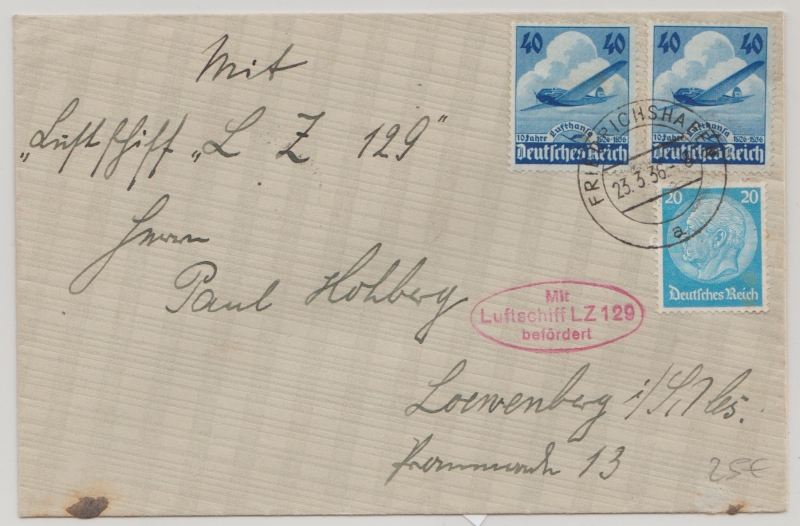 40 40
10 Jahre Lufthansa 1926-1936
Deutsches Reich
40 40
10 Jahre Lufthansa 1926-1936
Deutsches Reich
FRIEDRICHSHAFEN
23.3.36
a
20 20
Deutsches Reich
Mit
„Luftschiff „L Z 129"
Herrn
Paul Hohberg
Mit
Luftschiff LZ 129
befördert
Loewenberg i/Schles.
13
25€